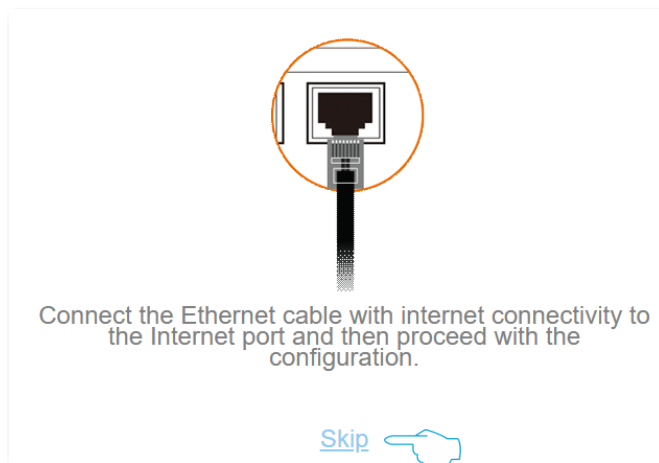 Connect the Ethernet cable with internet connectivity to
the Internet port and then proceed with the
configuration.
Skip